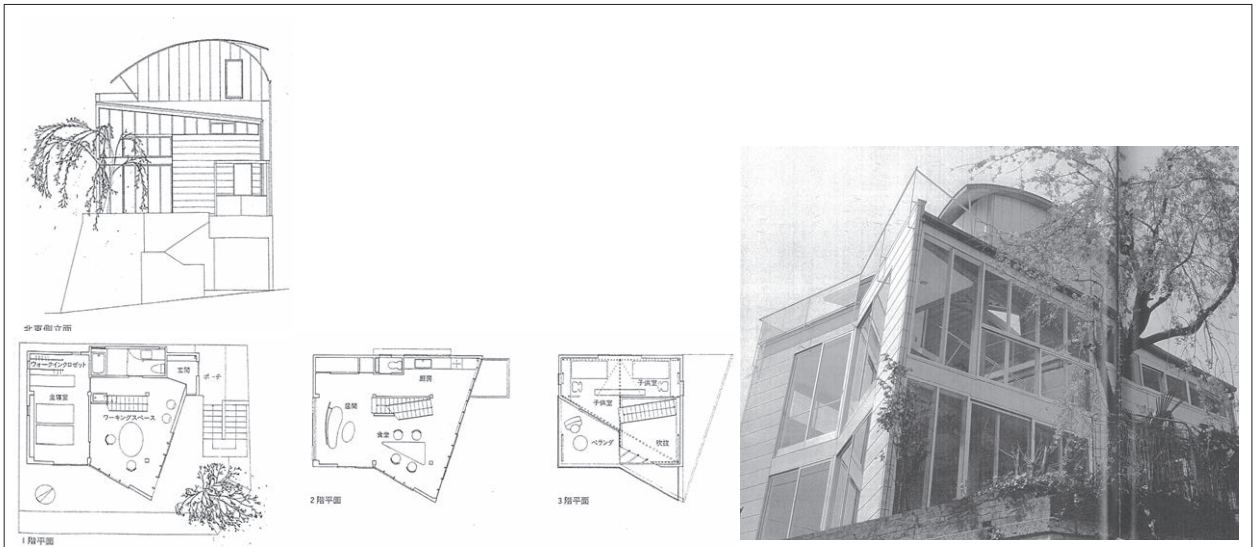 北東側立面
ウォークインクロゼット
玄関
ポーチ
主寝室
ワーキングスペース
1階平面
厨房
居間
食堂
2階平面
子供室
子供室
ベランダ
吹抜
3階平面